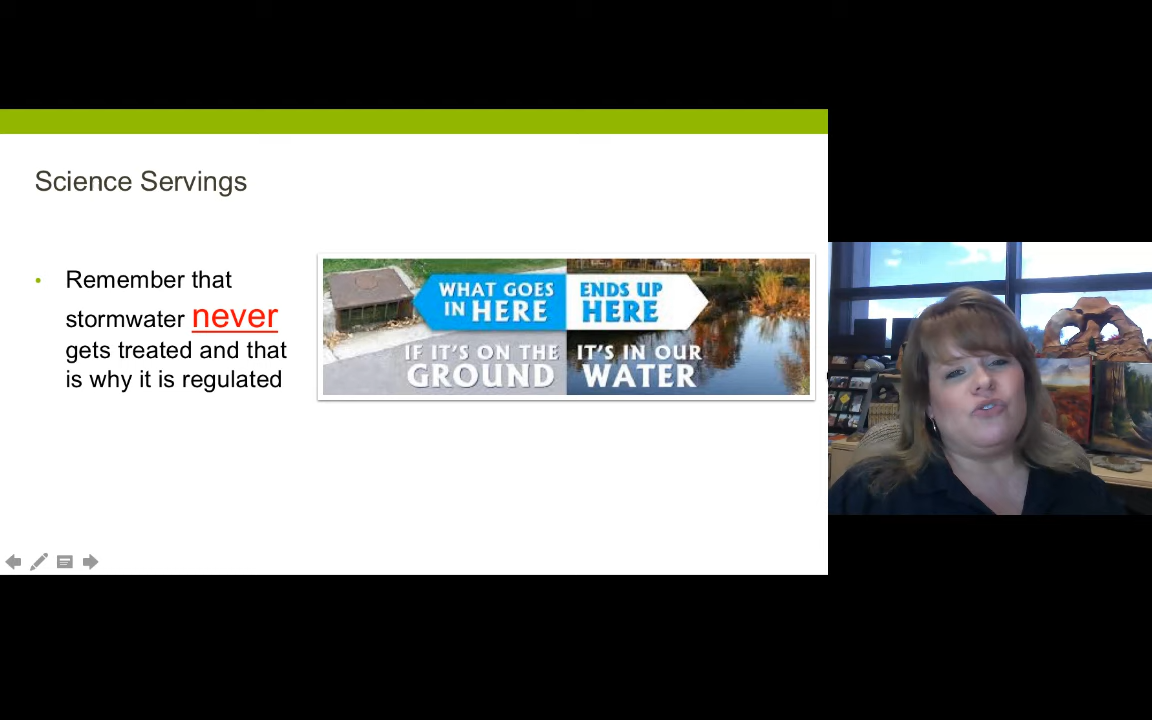 Science Servings
• Remember that
stormwater never
gets treated and that
is why it is regulated
WHAT GOES
IN HERE
ENDS UP
HERE
IF IT'S ON THE
GROUND
IT'S IN OUR
WATER